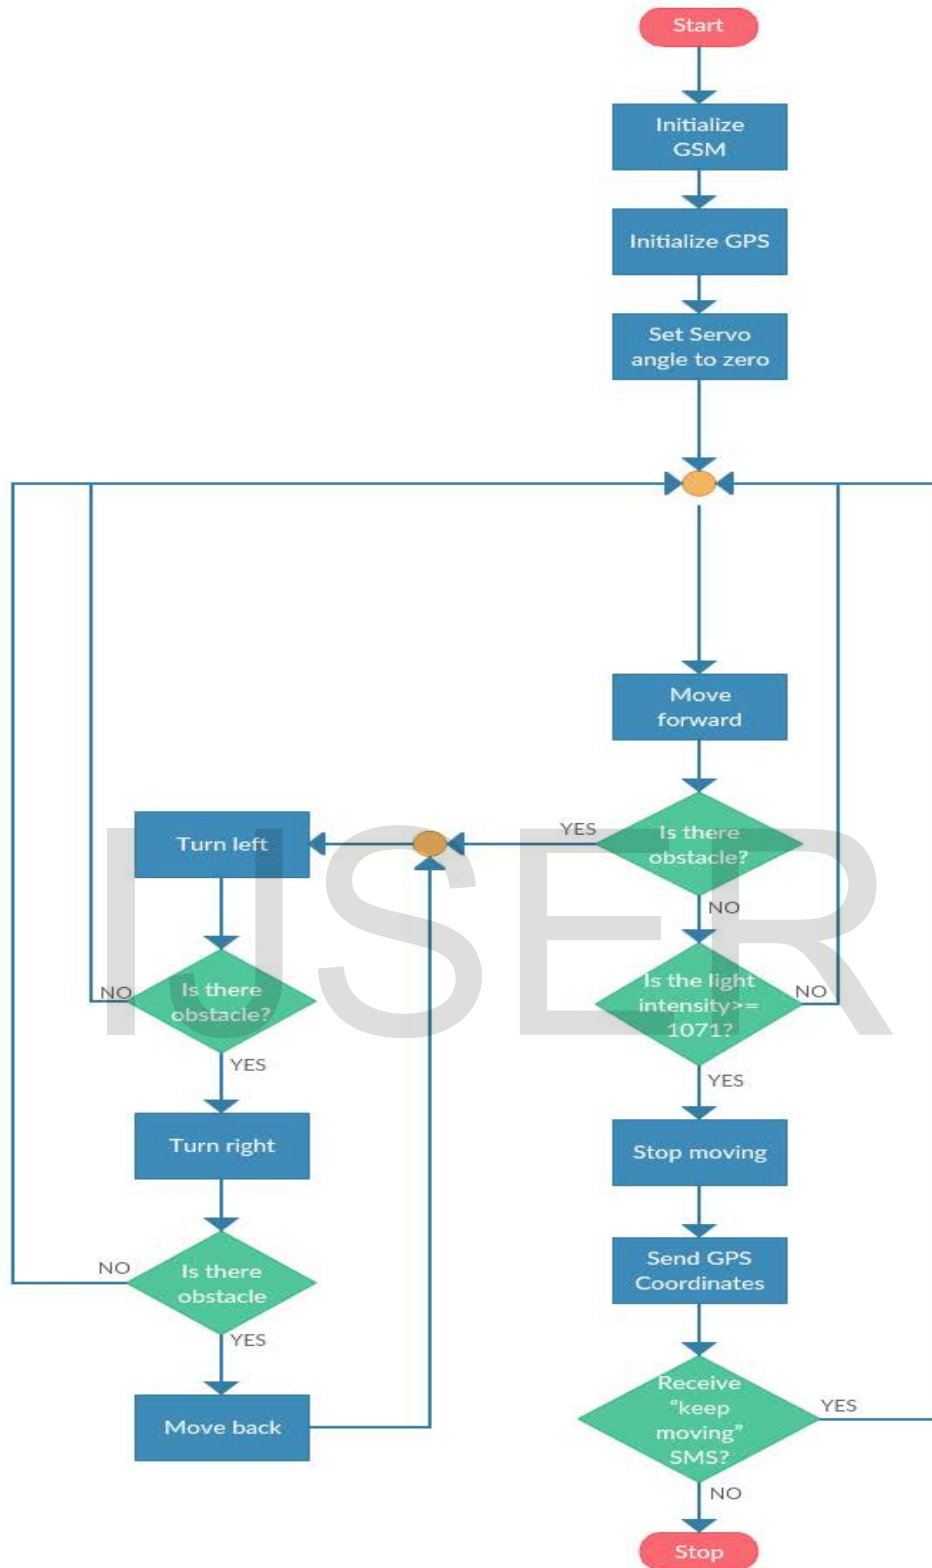 Start
Initialize
GSM
Initialize GPS
Set Servo
angle to zero
Move
forward
Is there
obstacle?
YES
NO
Turn left
Is there
obstacle?
NO
YES
Turn right
Is there
obstacle
NO
YES
Move back
Is the light
intensity>=
1071?
NO
YES
Stop moving
Send GPS
Coordinates
Receive
“keep
moving”
SMS?
YES
NO
Stop
IJSER